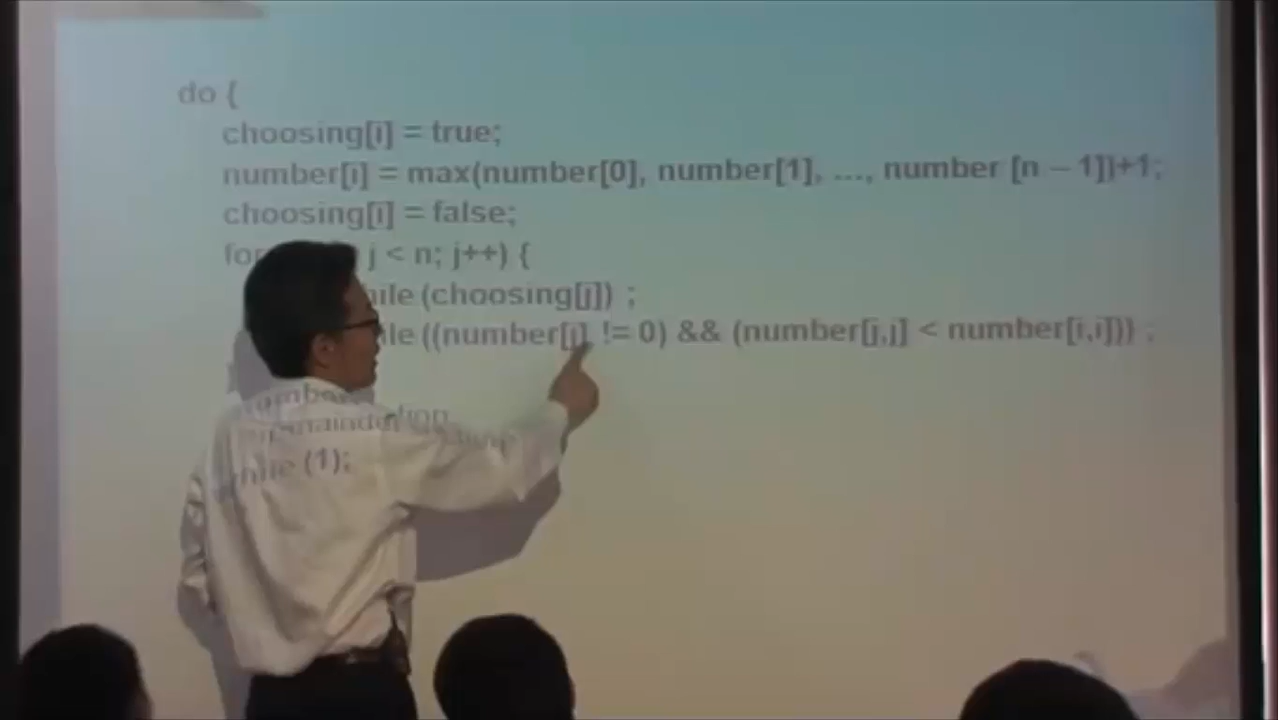 do {
choosing[i] = true;
number[i] = max(number[0], number[1], …, number [n – 1])+1;
choosing[i] = false;
j < n; j++) {
(choosing[j]) ;
((number[j] != 0) && (number[j,j] < number[i,i])) ;
while (1);